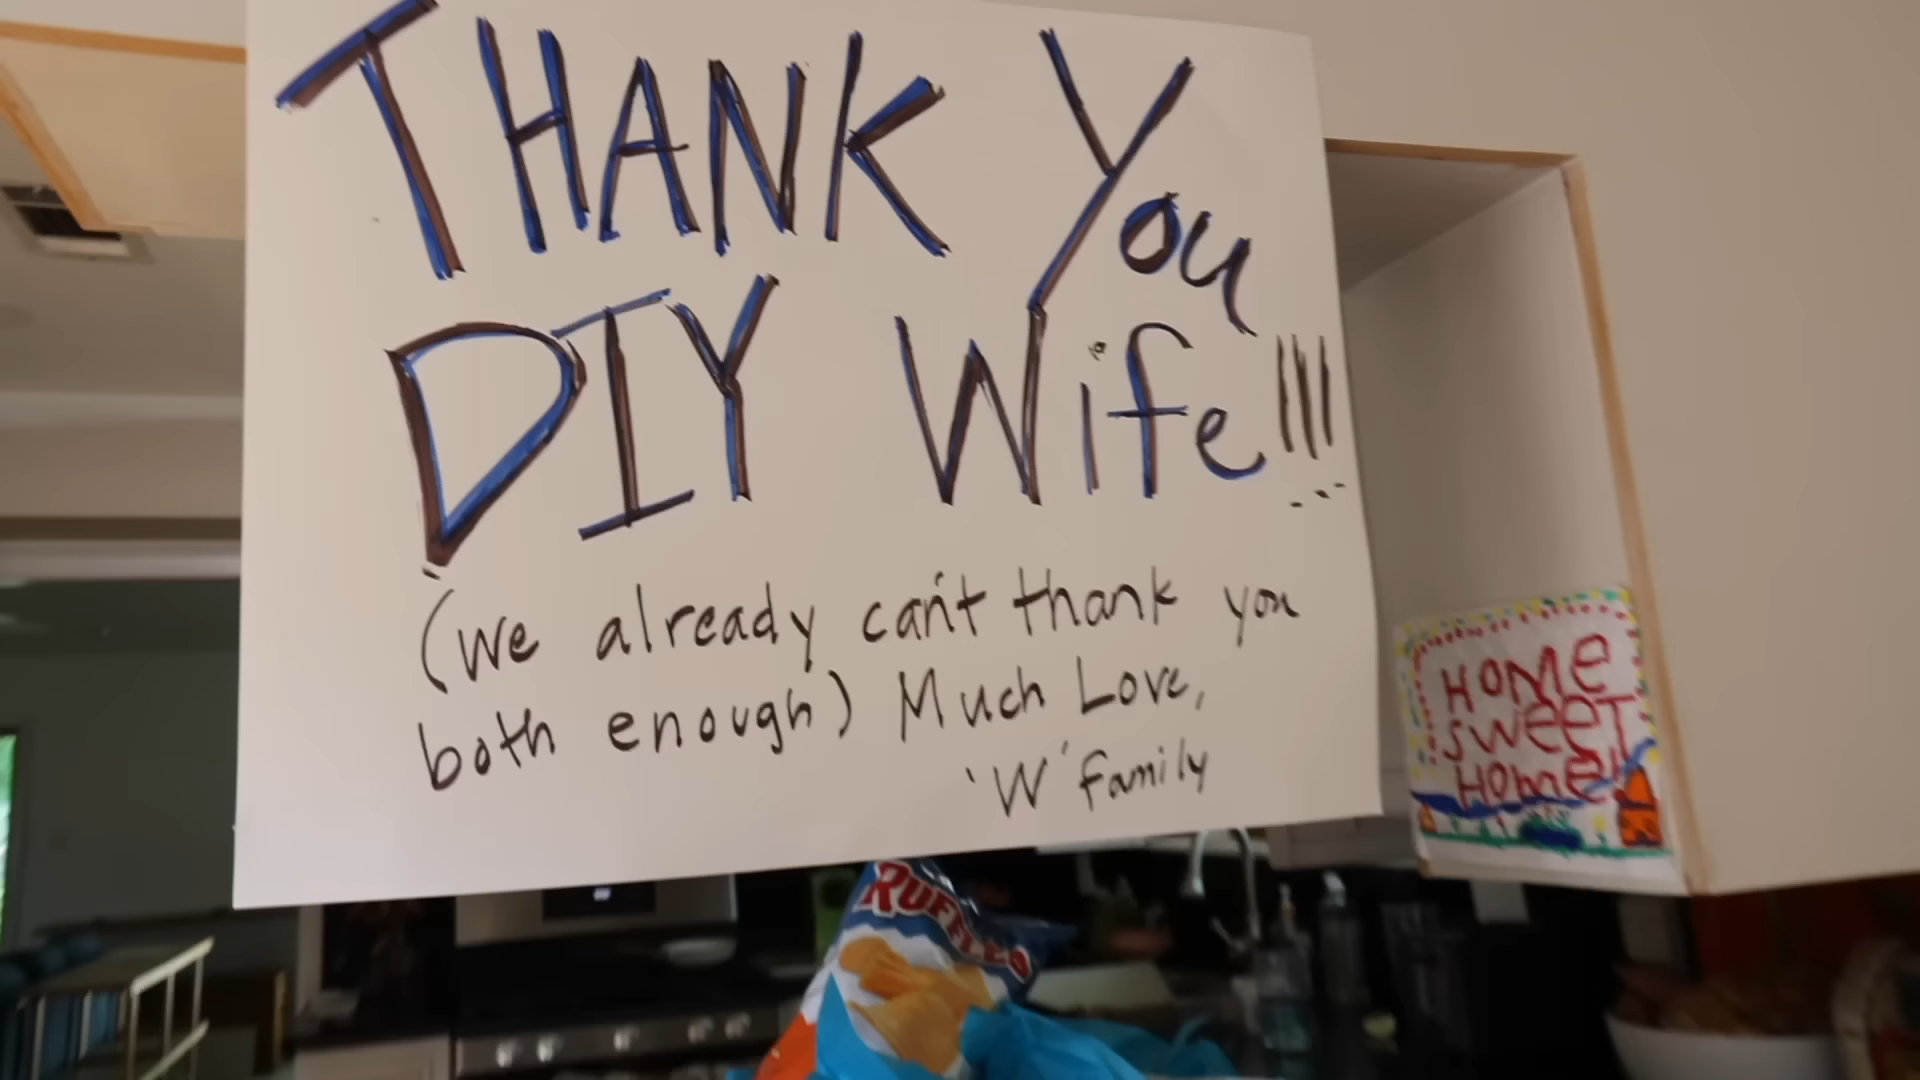 THANK You
DIY Wife!!!
(we already can't thank you
both enough) Much Love,
'W' Family
HOME
SWEET
HOME!
RUFFLES